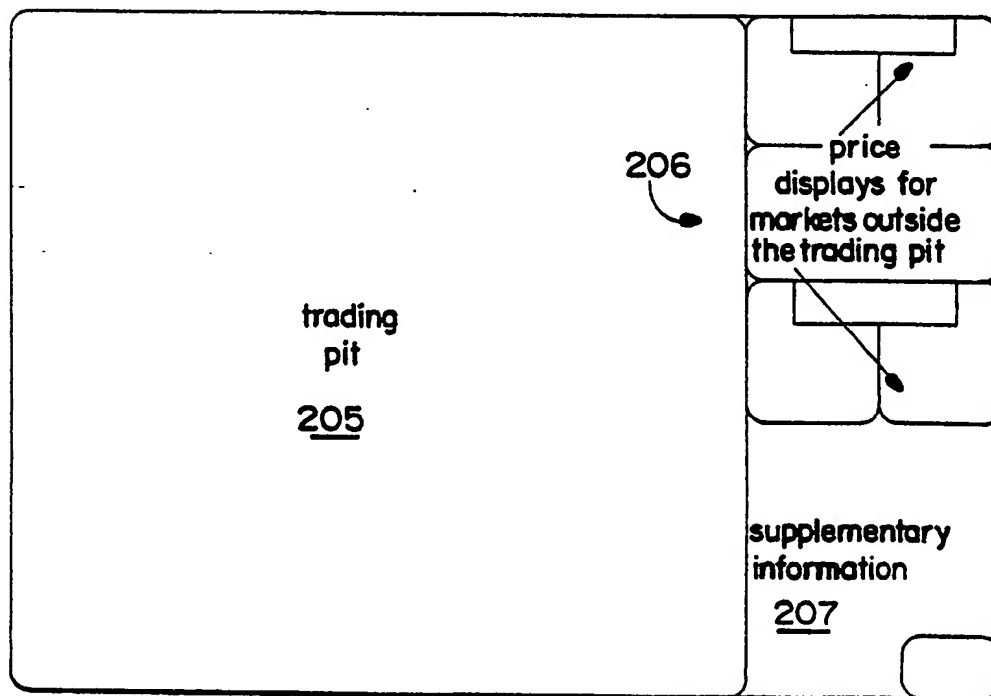 206
trading
pit
205
price
displays for
markets outside
the trading pit
supplementary
information
207